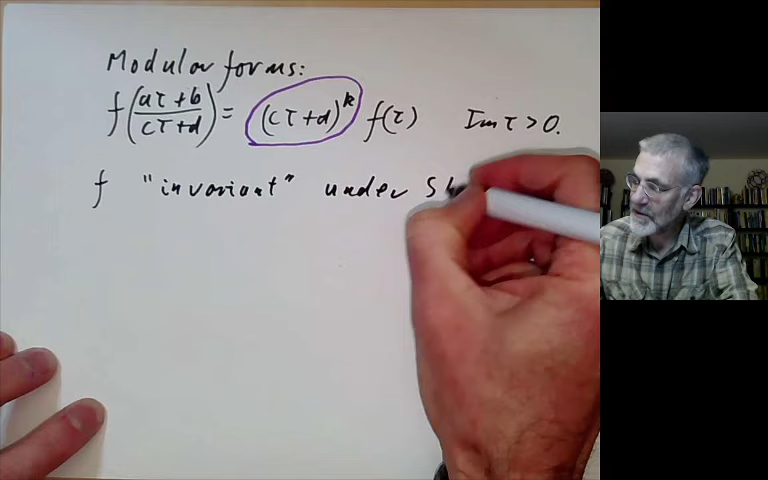 Modular forms:
f((aτ+b)/(cτ+d)) = (cτ+d)^k f(τ) Im τ > 0.
f "invariant" under S